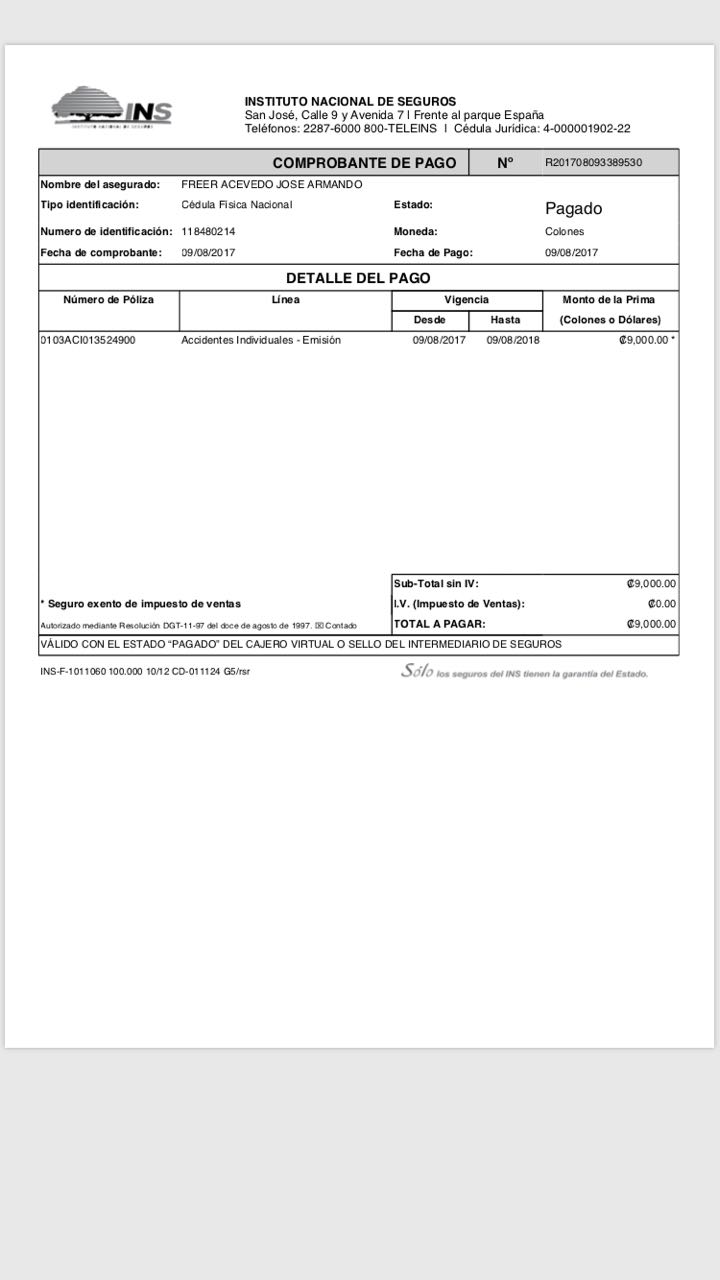 INS
INSTITUTO NACIONAL DE SEGUROS
INSTITUTO NACIONAL DE SEGUROS
San José, Calle 9 y Avenida 7 I Frente al parque España
Teléfonos: 2287-6000 800-TELEINS I Cédula Jurídica: 4-000001902-22
COMPROBANTE DE PAGO Nº R201708093389530
Nombre del asegurado: FREER ACEVEDO JOSE ARMANDO
Tipo identificación: Cédula Fisica Nacional Estado: Pagado
Numero de identificación: 118480214 Moneda: Colones
Fecha de comprobante: 09/08/2017 Fecha de Pago: 09/08/2017
DETALLE DEL PAGO
Número de Póliza Línea Vigencia Monto de la Prima
Desde Hasta (Colones o Dólares)
0103ACI013524900 Accidentes Individuales - Emisión 09/08/2017 09/08/2018 ₡9,000.00 *
Sub-Total sin IV: ₡9,000.00
* Seguro exento de impuesto de ventas I.V. (Impuesto de Ventas): ₡0.00
Autorizado mediante Resolución DGT-11-97 del doce de agosto de 1997. ☒ Contado TOTAL A PAGAR: ₡9,000.00
VÁLIDO CON EL ESTADO “PAGADO” DEL CAJERO VIRTUAL O SELLO DEL INTERMEDIARIO DE SEGUROS
INS-F-1011060 100.000 10/12 CD-011124 G5/rsr Sólo los seguros del INS tienen la garantía del Estado.